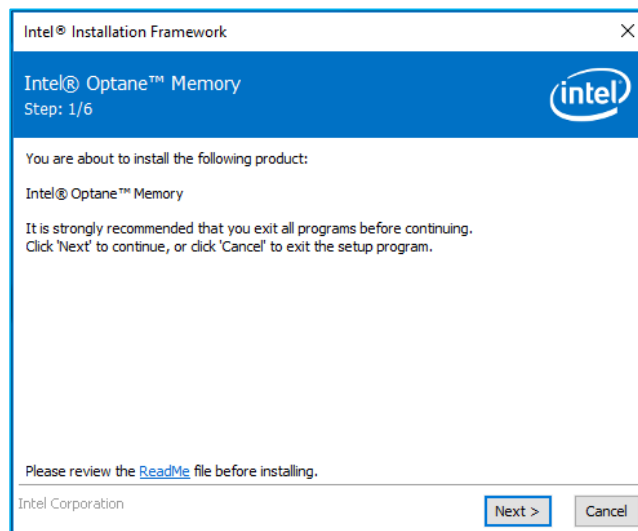 Intel® Installation Framework
Intel® Optane™ Memory
Step: 1/6
intel
You are about to install the following product:
Intel® Optane™ Memory
It is strongly recommended that you exit all programs before continuing.
Click 'Next' to continue, or click 'Cancel' to exit the setup program.
Please review the ReadMe file before installing.
Intel Corporation
Next >
Cancel